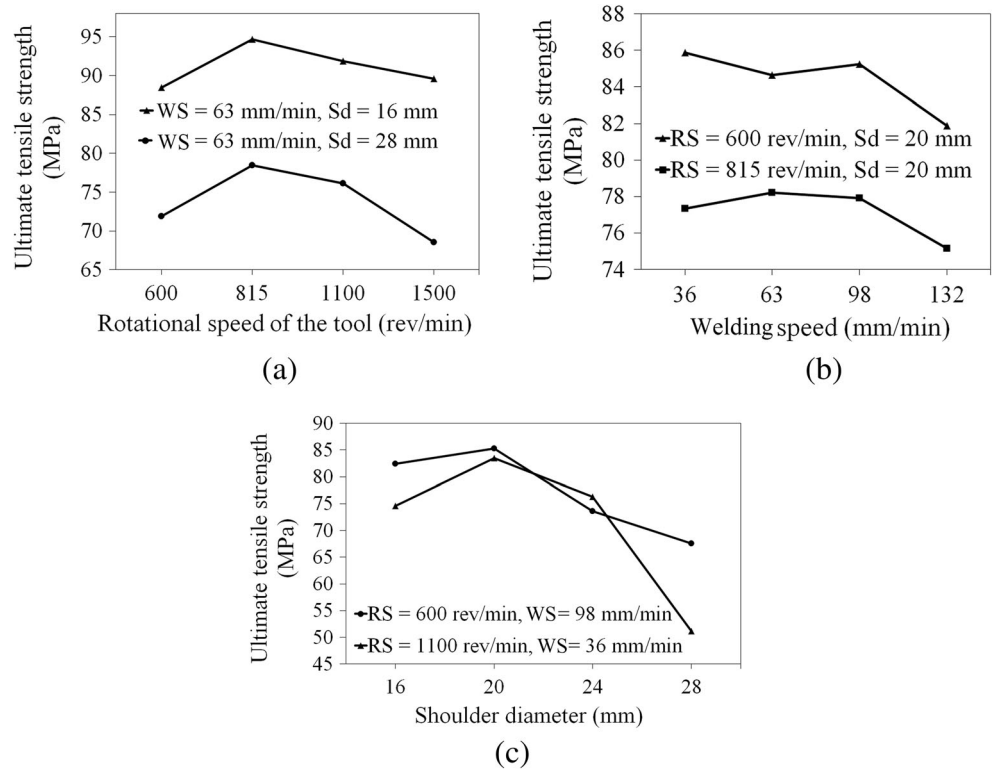 Ultimate tensile strength
(MPa)
95
90
85
80
75
70
65
WS = 63 mm/min, Sd = 16 mm
WS = 63 mm/min, Sd = 28 mm
600 815 1100 1500
Rotational speed of the tool (rev/min)
(a)
Ultimate tensile strength
(MPa)
88
86
84
82
80
78
76
74
RS = 600 rev/min, Sd = 20 mm
RS = 815 rev/min, Sd = 20 mm
36 63 98 132
Welding speed (mm/min)
(b)
Ultimate tensile strength
(MPa)
90
85
80
75
70
65
60
55
50
45
RS = 600 rev/min, WS= 98 mm/min
RS = 1100 rev/min, WS= 36 mm/min
16 20 24 28
Shoulder diameter (mm)
(c)